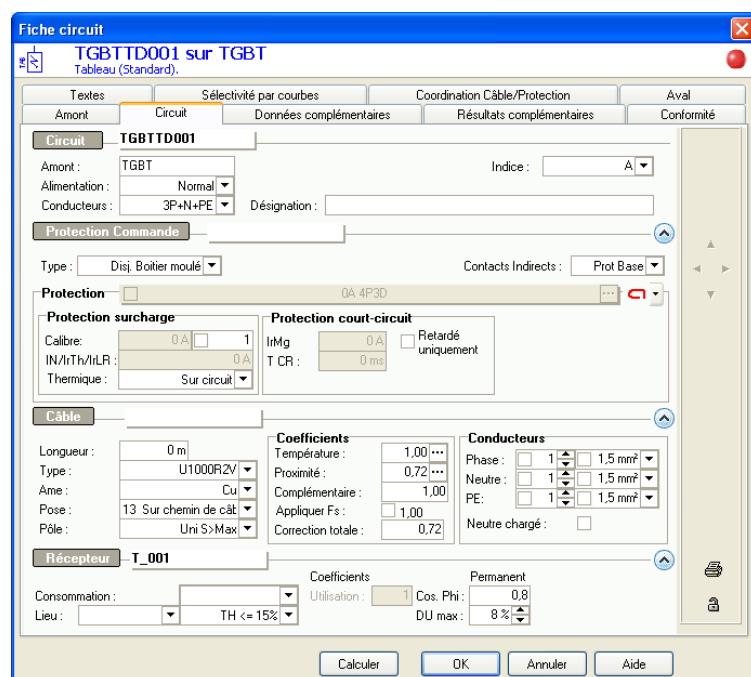 Fiche circuit
TGBTTD001 sur TGBT
Tableau (Standard).
Textes Sélectivité par courbes Coordination Câble/Protection Aval
Amont Circuit Données complémentaires Résultats complémentaires Conformité
Circuit TGBTTD001
Amont : TGBT Indice : A
Alimentation : Normal
Conducteurs : 3P+N+PE Désignation :
Protection Commande
Type : Disj. Boitier moulé Contacts Indirects : Prot Base
Protection 0A 4P3D ...
Protection surcharge Protection court-circuit
Calibre: 0 A 1 IrMg 0 A Retardé uniquement
IN/IrTh/IrLR : 0 A T CR : 0 ms
Thermique : Sur circuit
Câble
Coefficients Conducteurs
Longueur : 0 m Température : 1,00 ... Phase : 1 1,5 mm²
Type : U1000R2V Proximité : 0,72 ... Neutre : 1 1,5 mm²
Ame : Cu Complémentaire : 1,00 PE: 1 1,5 mm²
Pose : 13 Sur chemin de câb Appliquer Fs : 1,00
Pôle : Uni S>Max Correction totale : 0,72 Neutre chargé :
Récepteur T_001
Coefficients Permanent
Consommation : Utilisation : 1 Cos. Phi : 0,8
Lieu : TH <= 15% DU max : 8 %
Calculer OK Annuler Aide